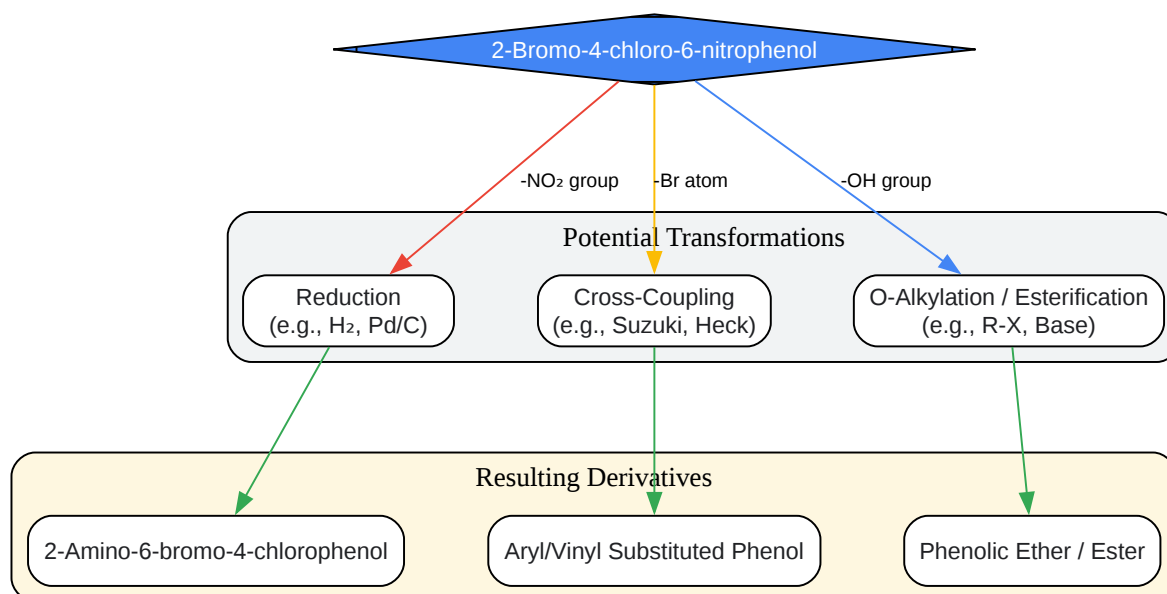 2-Bromo-4-chloro-6-nitrophenol
-NO₂ group
-Br atom
-OH group
Potential Transformations
Reduction
(e.g., H₂, Pd/C)
Cross-Coupling
(e.g., Suzuki, Heck)
O-Alkylation / Esterification
(e.g., R-X, Base)
Resulting Derivatives
2-Amino-6-bromo-4-chlorophenol
Aryl/Vinyl Substituted Phenol
Phenolic Ether / Ester